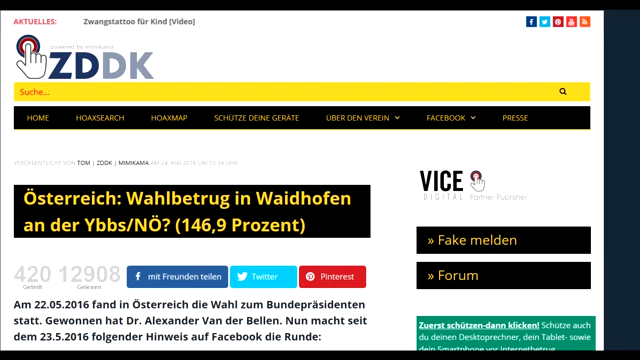 AKTUELLES: Zwangstattoo für Kind [Video]
powered by mimikama
ZDDK
Suche...
HOME HOAXSEARCH HOAXMAP SCHÜTZE DEINE GERÄTE ÜBER DEN VEREIN FACEBOOK PRESSE
VERÖFFENTLICHT VON TOM | ZDDK | MIMIKAMA AM 24. MAI 2016 UM 10:34 UHR
VICE
DIGITAL Partner Publisher
Österreich: Wahlbetrug in Waidhofen
an der Ybbs/NÖ? (146,9 Prozent)
» Fake melden
» Forum
420 12908 mit Freunden teilen Twitter Pinterest
Geteilt Gelesen
Am 22.05.2016 fand in Österreich die Wahl zum Bundepräsidenten
statt. Gewonnen hat Dr. Alexander Van der Bellen. Nun macht seit
dem 23.5.2016 folgender Hinweis auf Facebook die Runde:
Zuerst schützen-dann klicken! Schütze auch
du deinen Desktoprechner, dein Tablet- sowie
dein Smartphone vor Internetbetrug